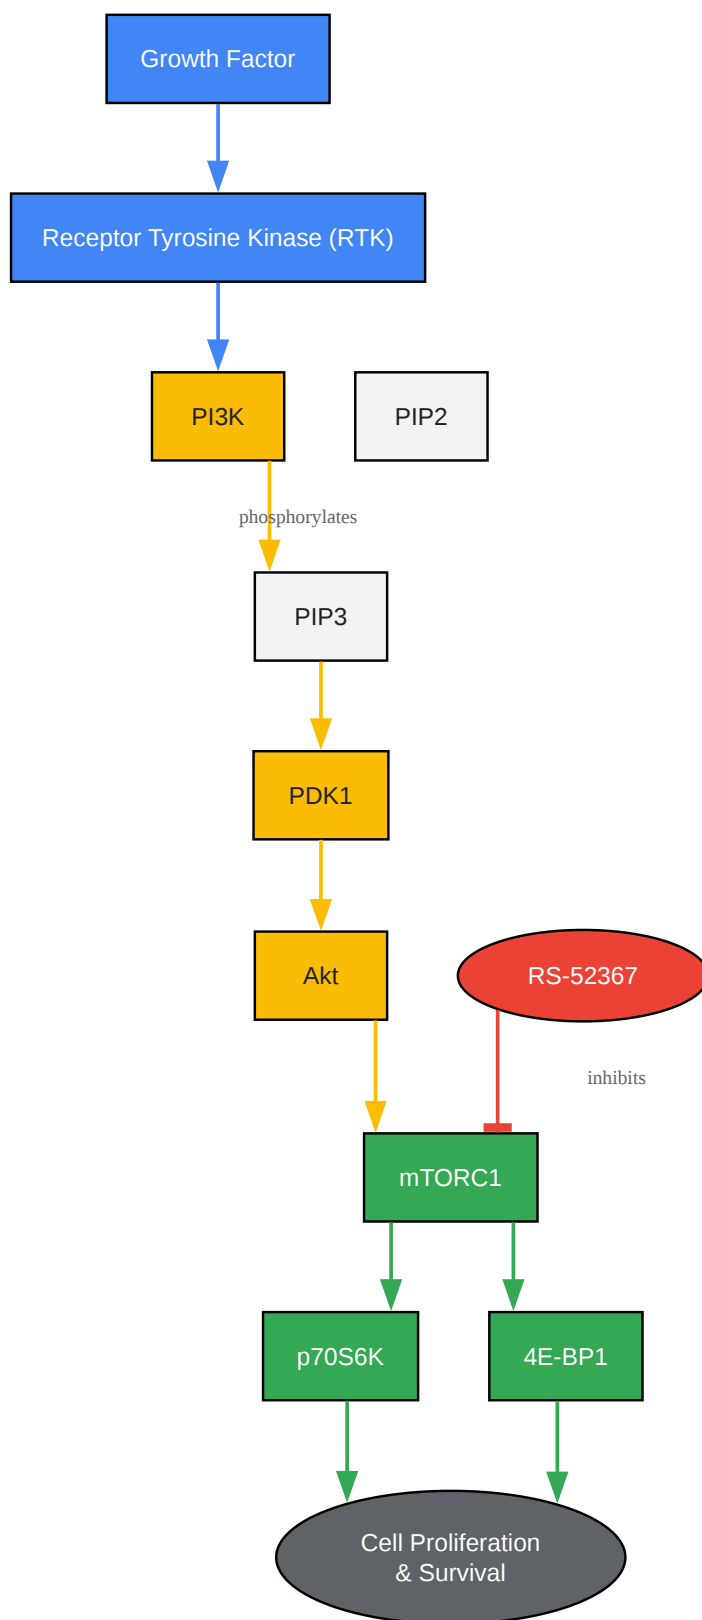 Growth Factor
Receptor Tyrosine Kinase (RTK)
PI3K
PIP2
phosphorylates
PIP3
PDK1
Akt
RS-52367
inhibits
mTORC1
p70S6K
4E-BP1
Cell Proliferation
& Survival